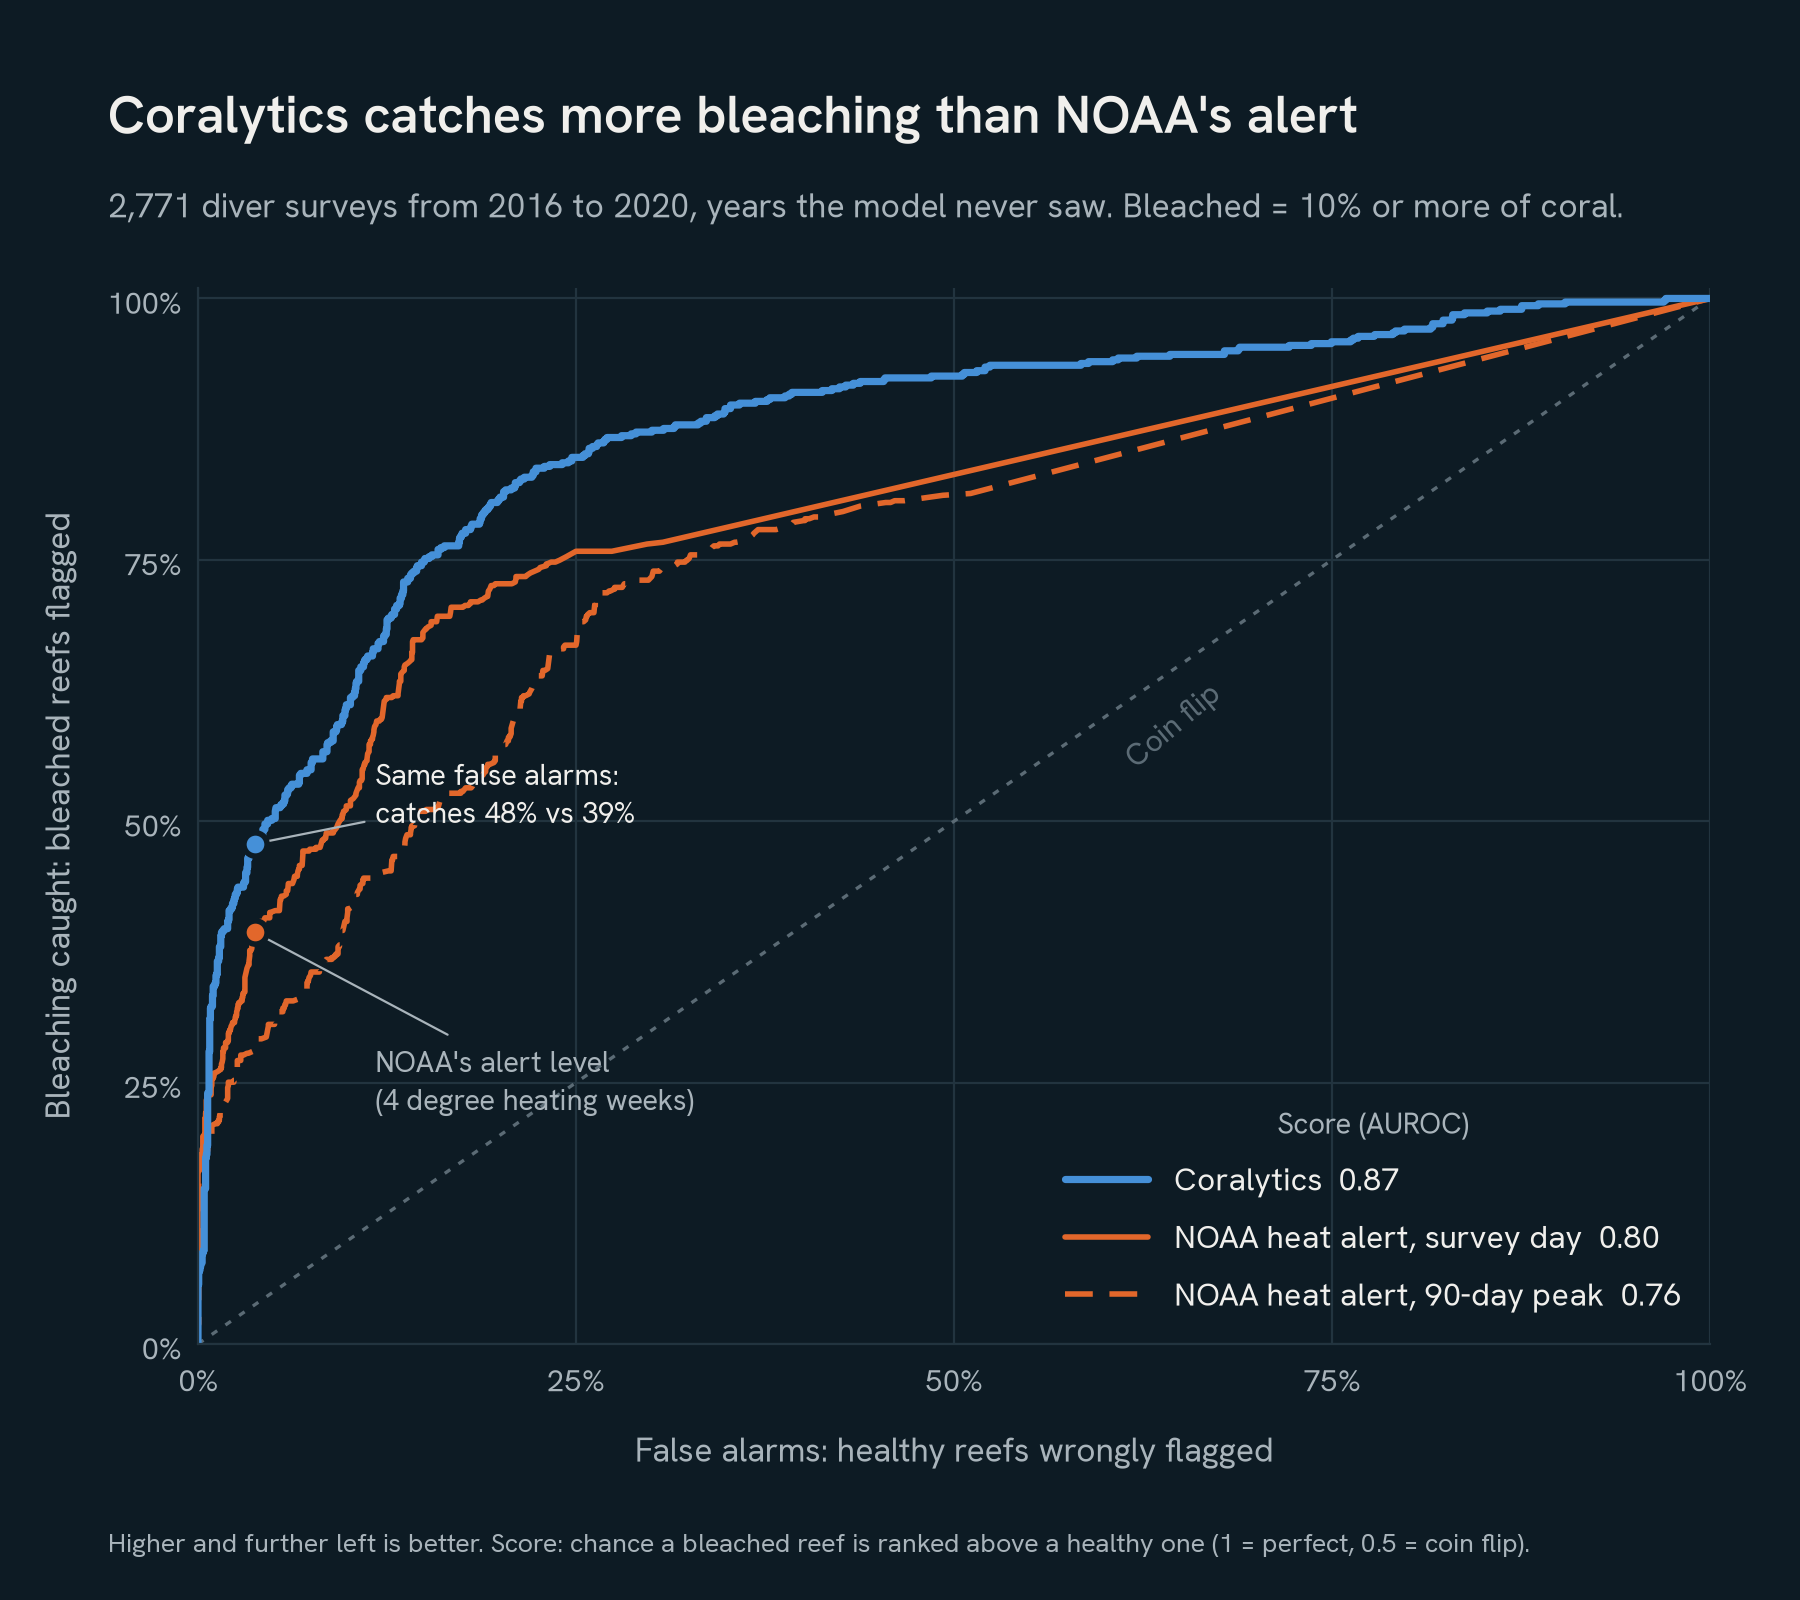 Coralytics catches more bleaching than NOAA's alert
2,771 diver surveys from 2016 to 2020, years the model never saw. Bleached = 10% or more of coral.
Bleaching caught: bleached reefs flagged
100%
75%
50%
25%
0%
Same false alarms:
catches 48% vs 39%
NOAA's alert level
(4 degree heating weeks)
Coin flip
Score (AUROC)
Coralytics 0.87
NOAA heat alert, survey day 0.80
NOAA heat alert, 90-day peak 0.76
0%
25%
50%
75%
100%
False alarms: healthy reefs wrongly flagged
Higher and further left is better. Score: chance a bleached reef is ranked above a healthy one (1 = perfect, 0.5 = coin flip).